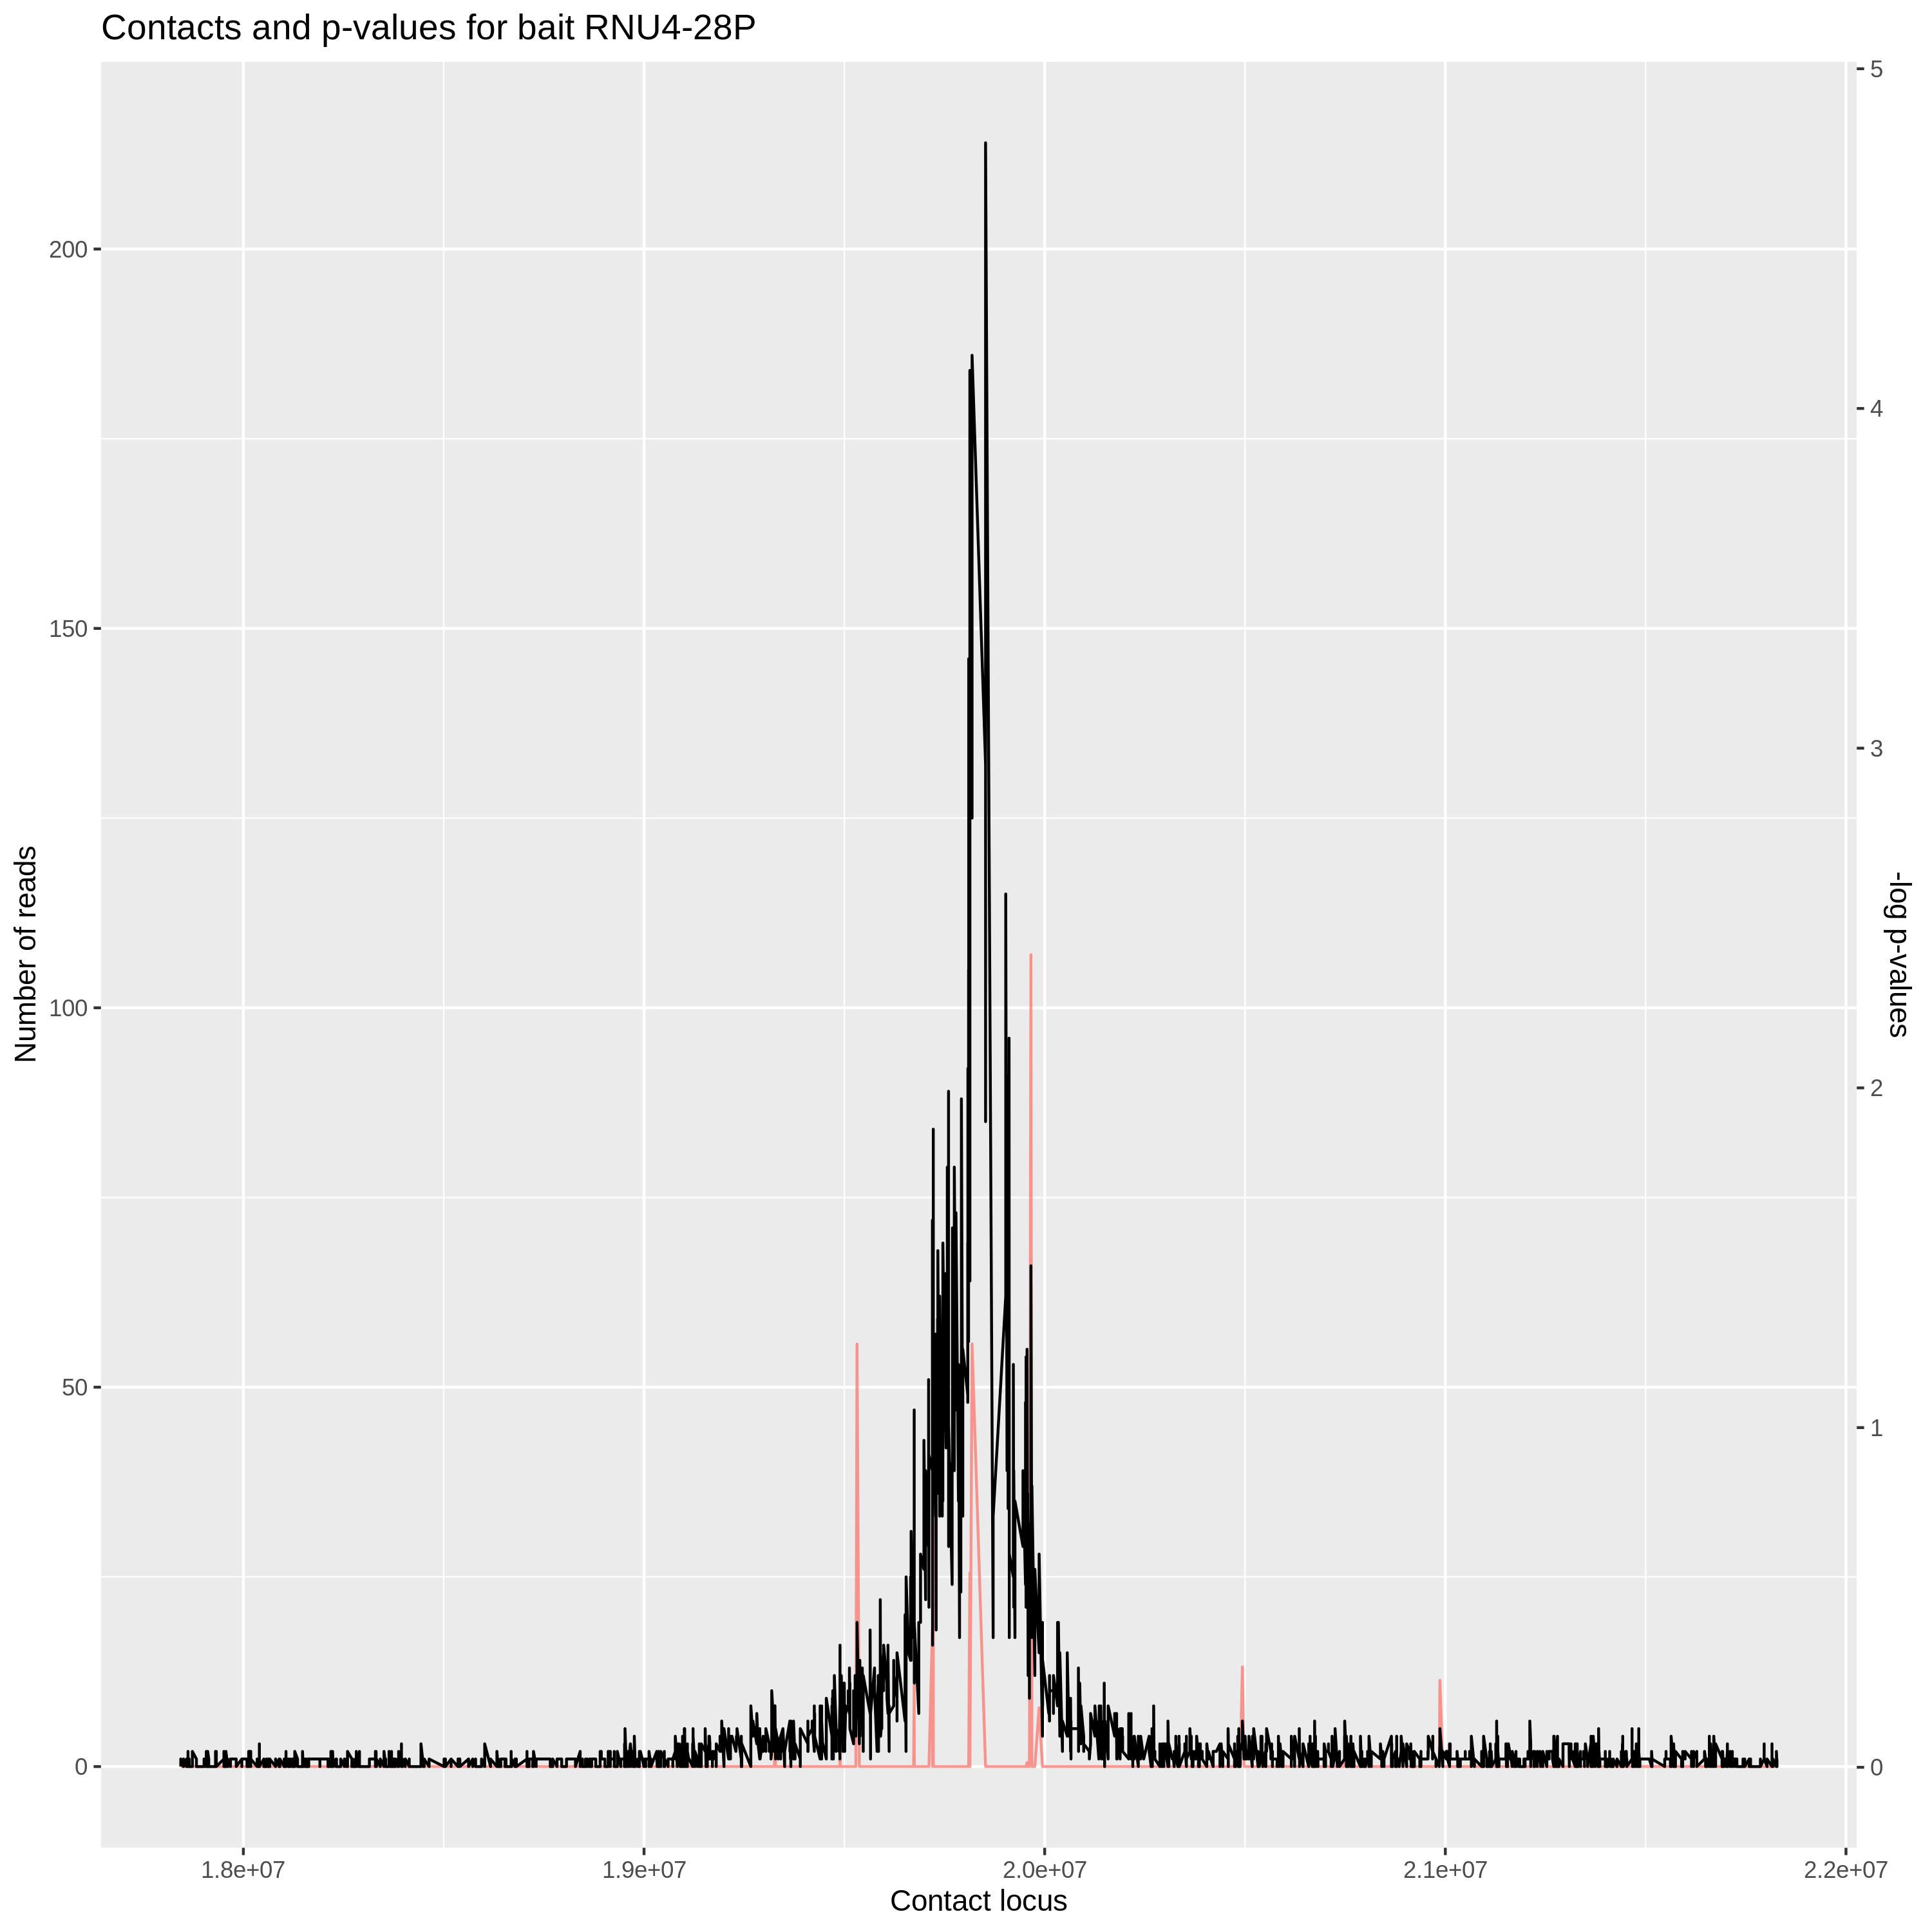 Contacts and p-values for bait RNU4-28P
Number of reads
200
150
100
50
0
5
4
3
2
1
0
-log p-values
1.8e+07
1.9e+07
2.0e+07
2.1e+07
2.2e+07
Contact locus